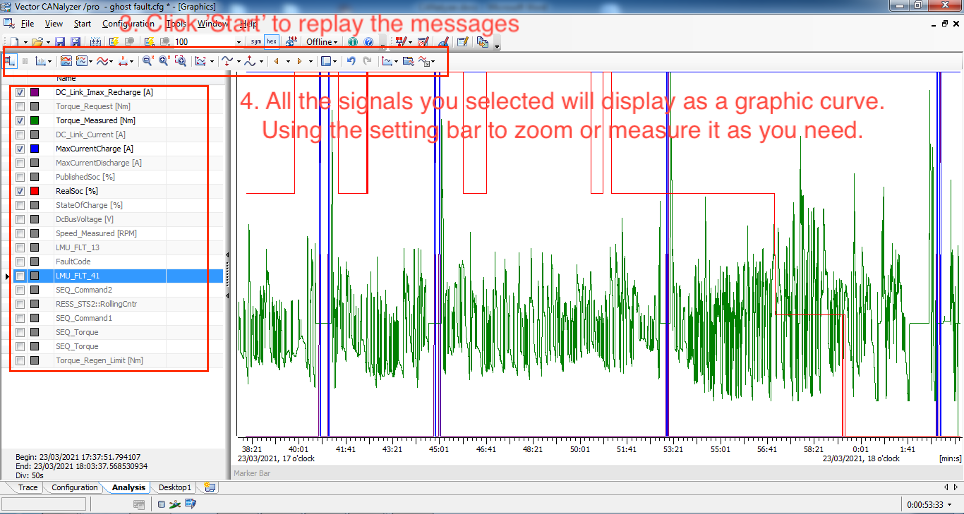 Vector CANalyzer /pro - ghost fault.cfg * - [Graphics]
File View Start Configuration Tools Window Help
3. Click 'Start' to replay the messages
100 sym hex Offline
Name
DC_Link_Imax_Recharge [A]
Torque_Request [Nm]
Torque_Measured [Nm]
DC_Link_Current [A]
MaxCurrentCharge [A]
MaxCurrentDischarge [A]
PublishedSoc [%]
RealSoc [%]
StateOfCharge [%]
DcBusVoltage [V]
Speed_Measured [RPM]
LMU_FLT_13
FaultCode
LMU_FLT_41
SEQ_Command2
RESS_STS2::RollingCntr
SEQ_Command1
SEQ_Torque
SEQ_Torque
Torque_Regen_Limit [Nm]
4. All the signals you selected will display as a graphic curve.
Using the setting bar to zoom or measure it as you need.
38:21 40:01 41:41 43:21 45:01 46:41 48:21 50:01 51:41 53:21 55:01 56:41 58:21 0:01 1:41
23/03/2021, 17 o'clock 23/03/2021, 18 o'clock [min:s]
Begin: 23/03/2021 17:37:51.794107
End: 23/03/2021 18:03:37.568530934
Div: 50s
Marker Bar
Trace Configuration Analysis Desktop1
0:00:53:33